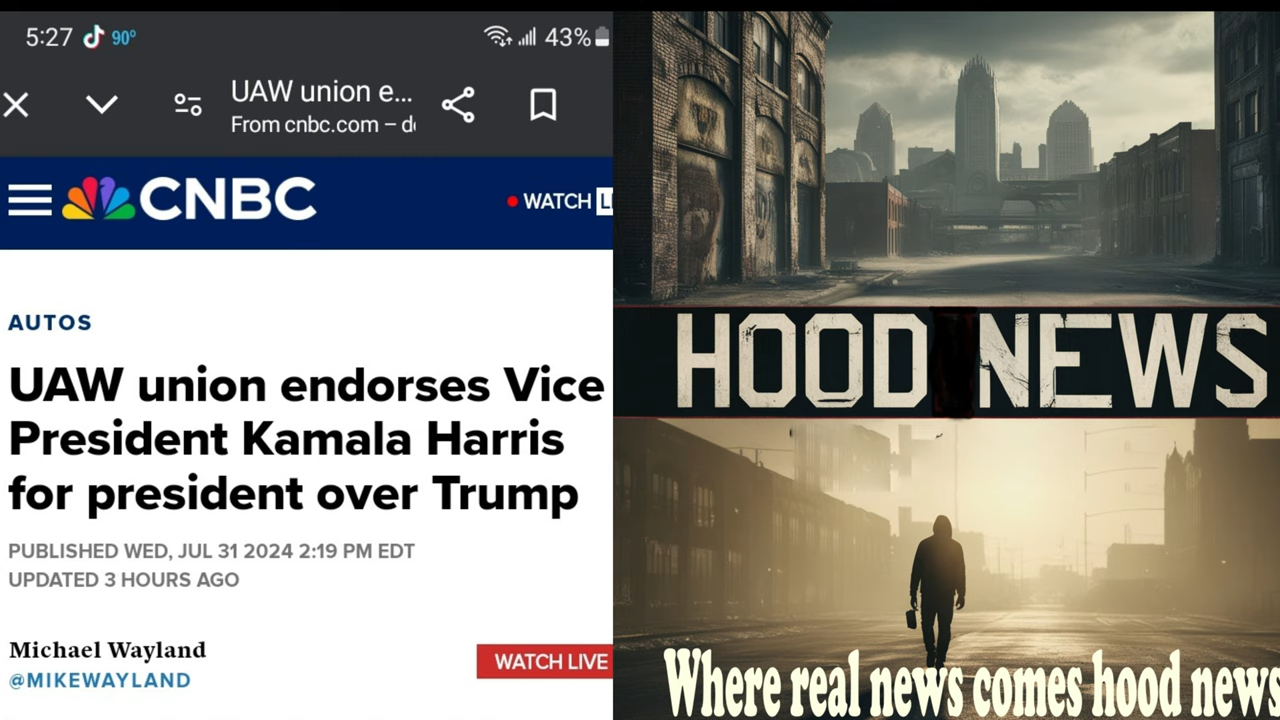 5:27 90°
43%
UAW union e...
From cnbc.com –
CNBC
WATCH
AUTOS
UAW union endorses Vice
President Kamala Harris
for president over Trump
PUBLISHED WED, JUL 31 2024 2:19 PM EDT
UPDATED 3 HOURS AGO
Michael Wayland
@MIKEWAYLAND
WATCH LIVE
HOOD NEWS
Where real news comes hood news